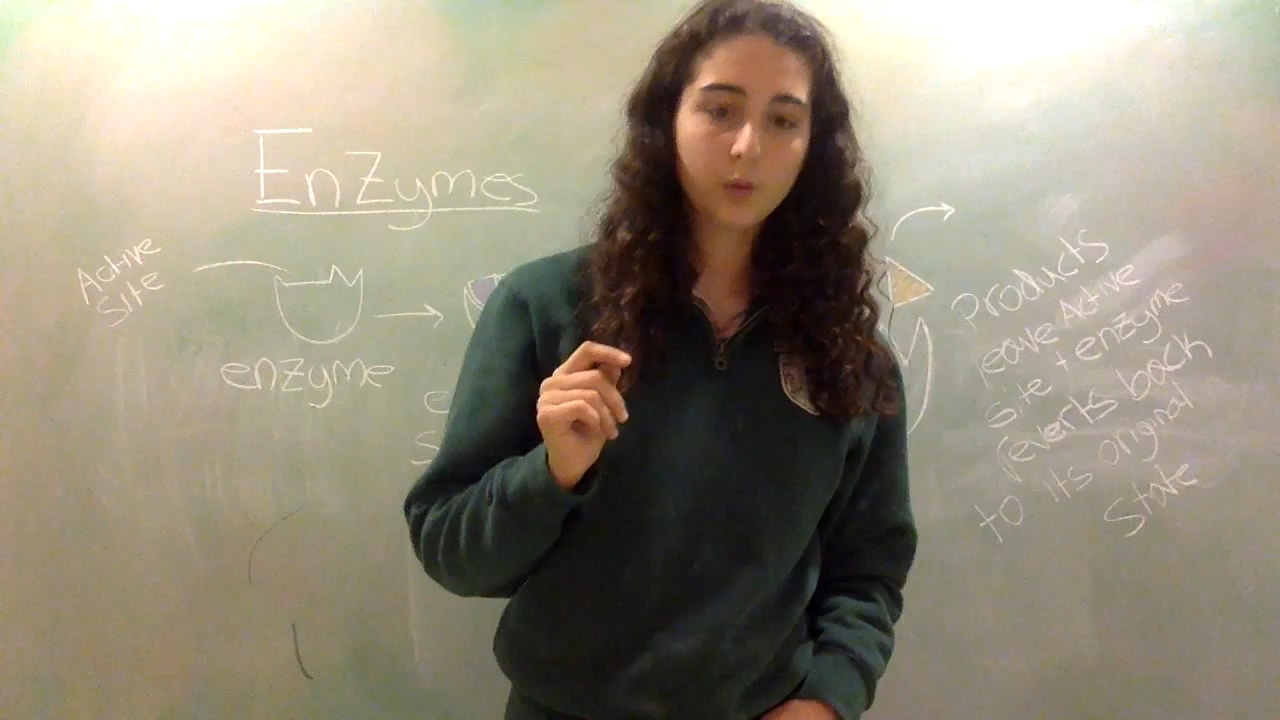 Enzymes
Active
Site
enzyme
e
s
Products
leave Active
Site + enzyme
reverts back
to its original
State